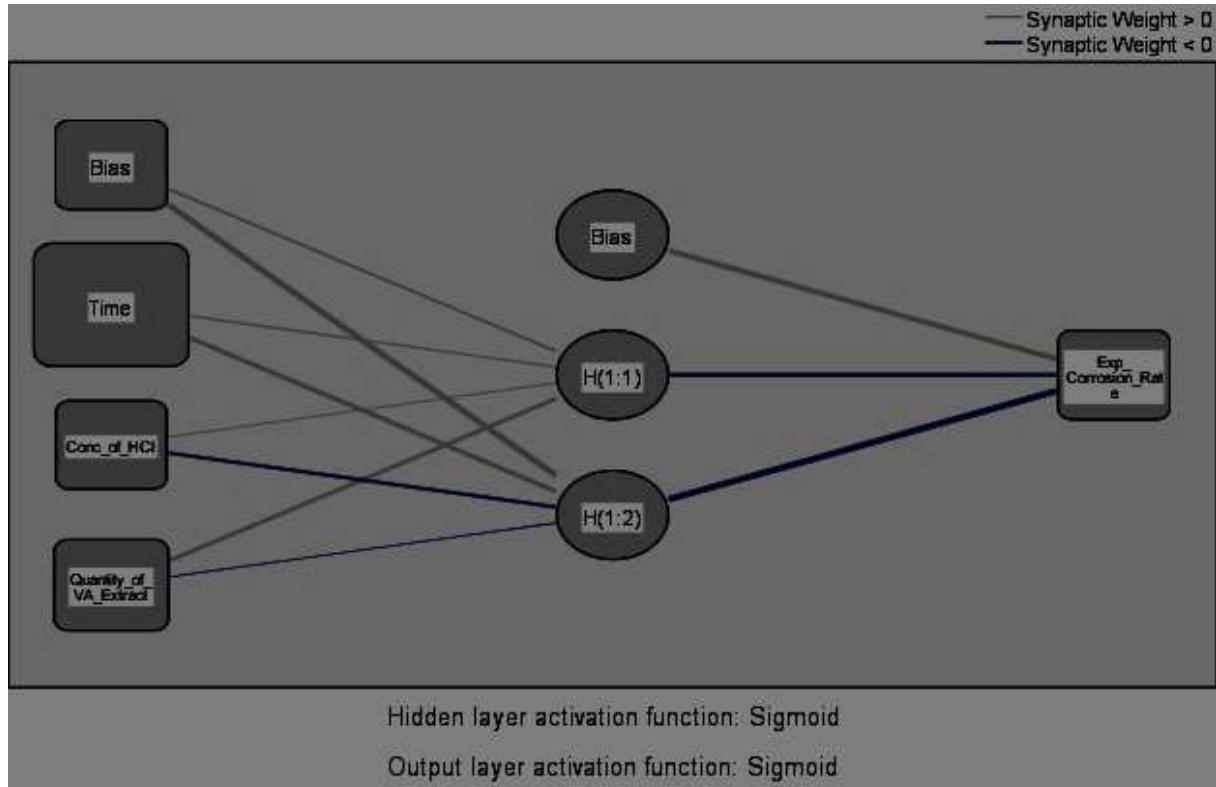 Synaptic Weight > 0
Synaptic Weight < 0
Bias
Time
Conc_of_HCl
Quantity_of_
VA_Extract
Bias
H(1:1)
H(1:2)
Exp_
Corrosion_Rat
e
Hidden layer activation function: Sigmoid
Output layer activation function: Sigmoid